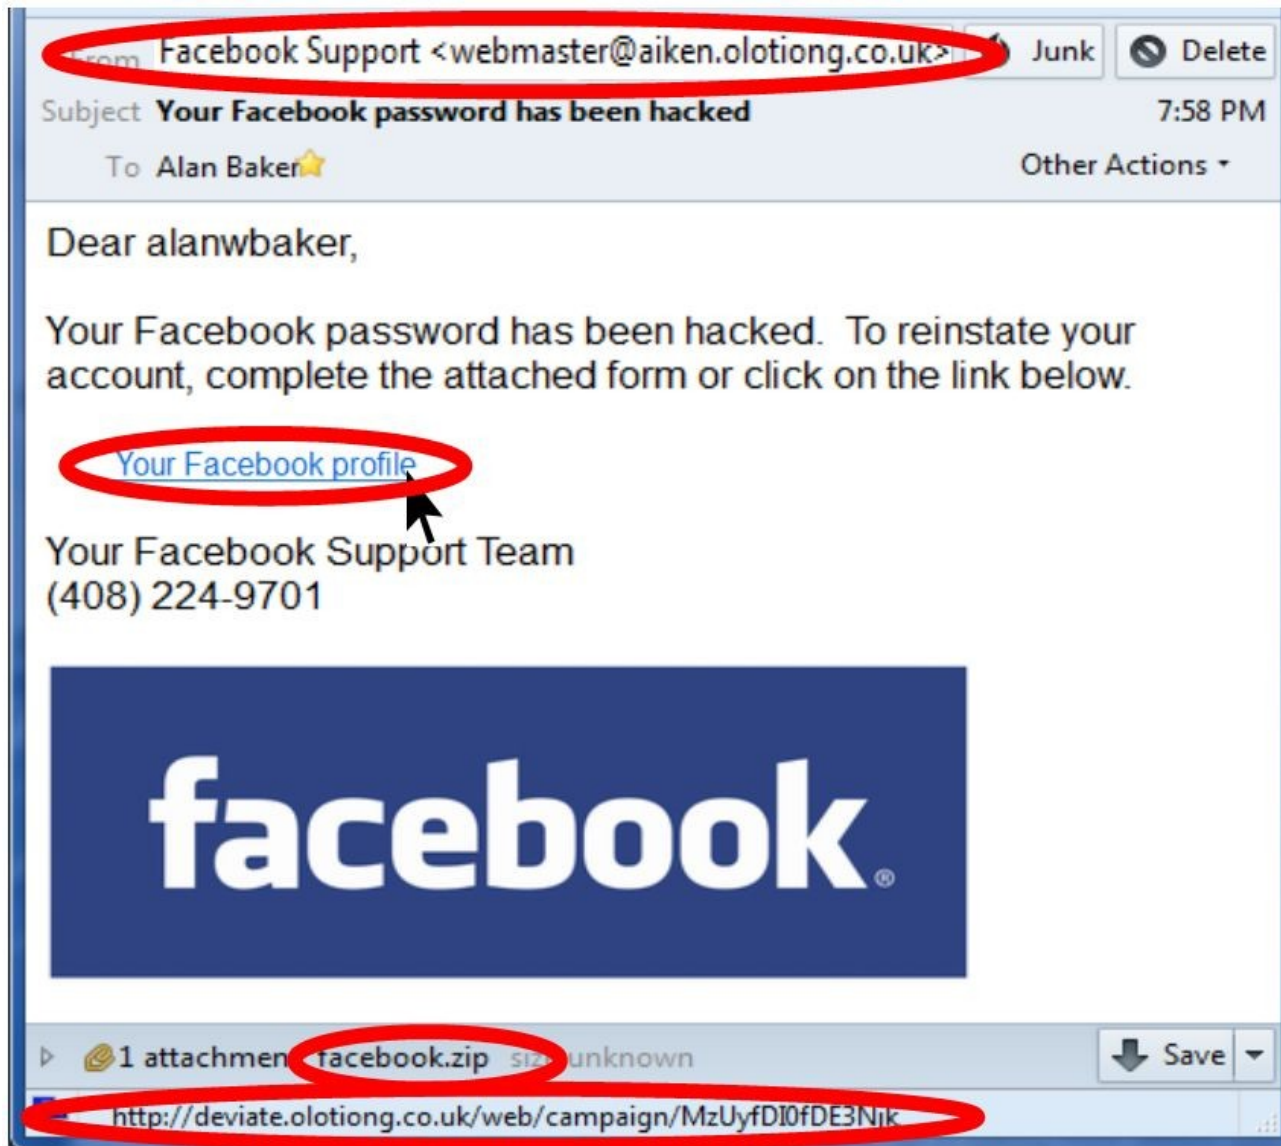 From Facebook Support <webmaster@aiken.olotiong.co.uk> Junk Delete
Subject Your Facebook password has been hacked 7:58 PM
To Alan Baker Other Actions
Dear alanwbaker,
Your Facebook password has been hacked. To reinstate your
account, complete the attached form or click on the link below.
Your Facebook profile
Your Facebook Support Team
(408) 224-9701
facebook®
1 attachmen facebook.zip size unknown Save
http://deviate.olotiong.co.uk/web/campaign/MzUyfDI0fDE3Njk